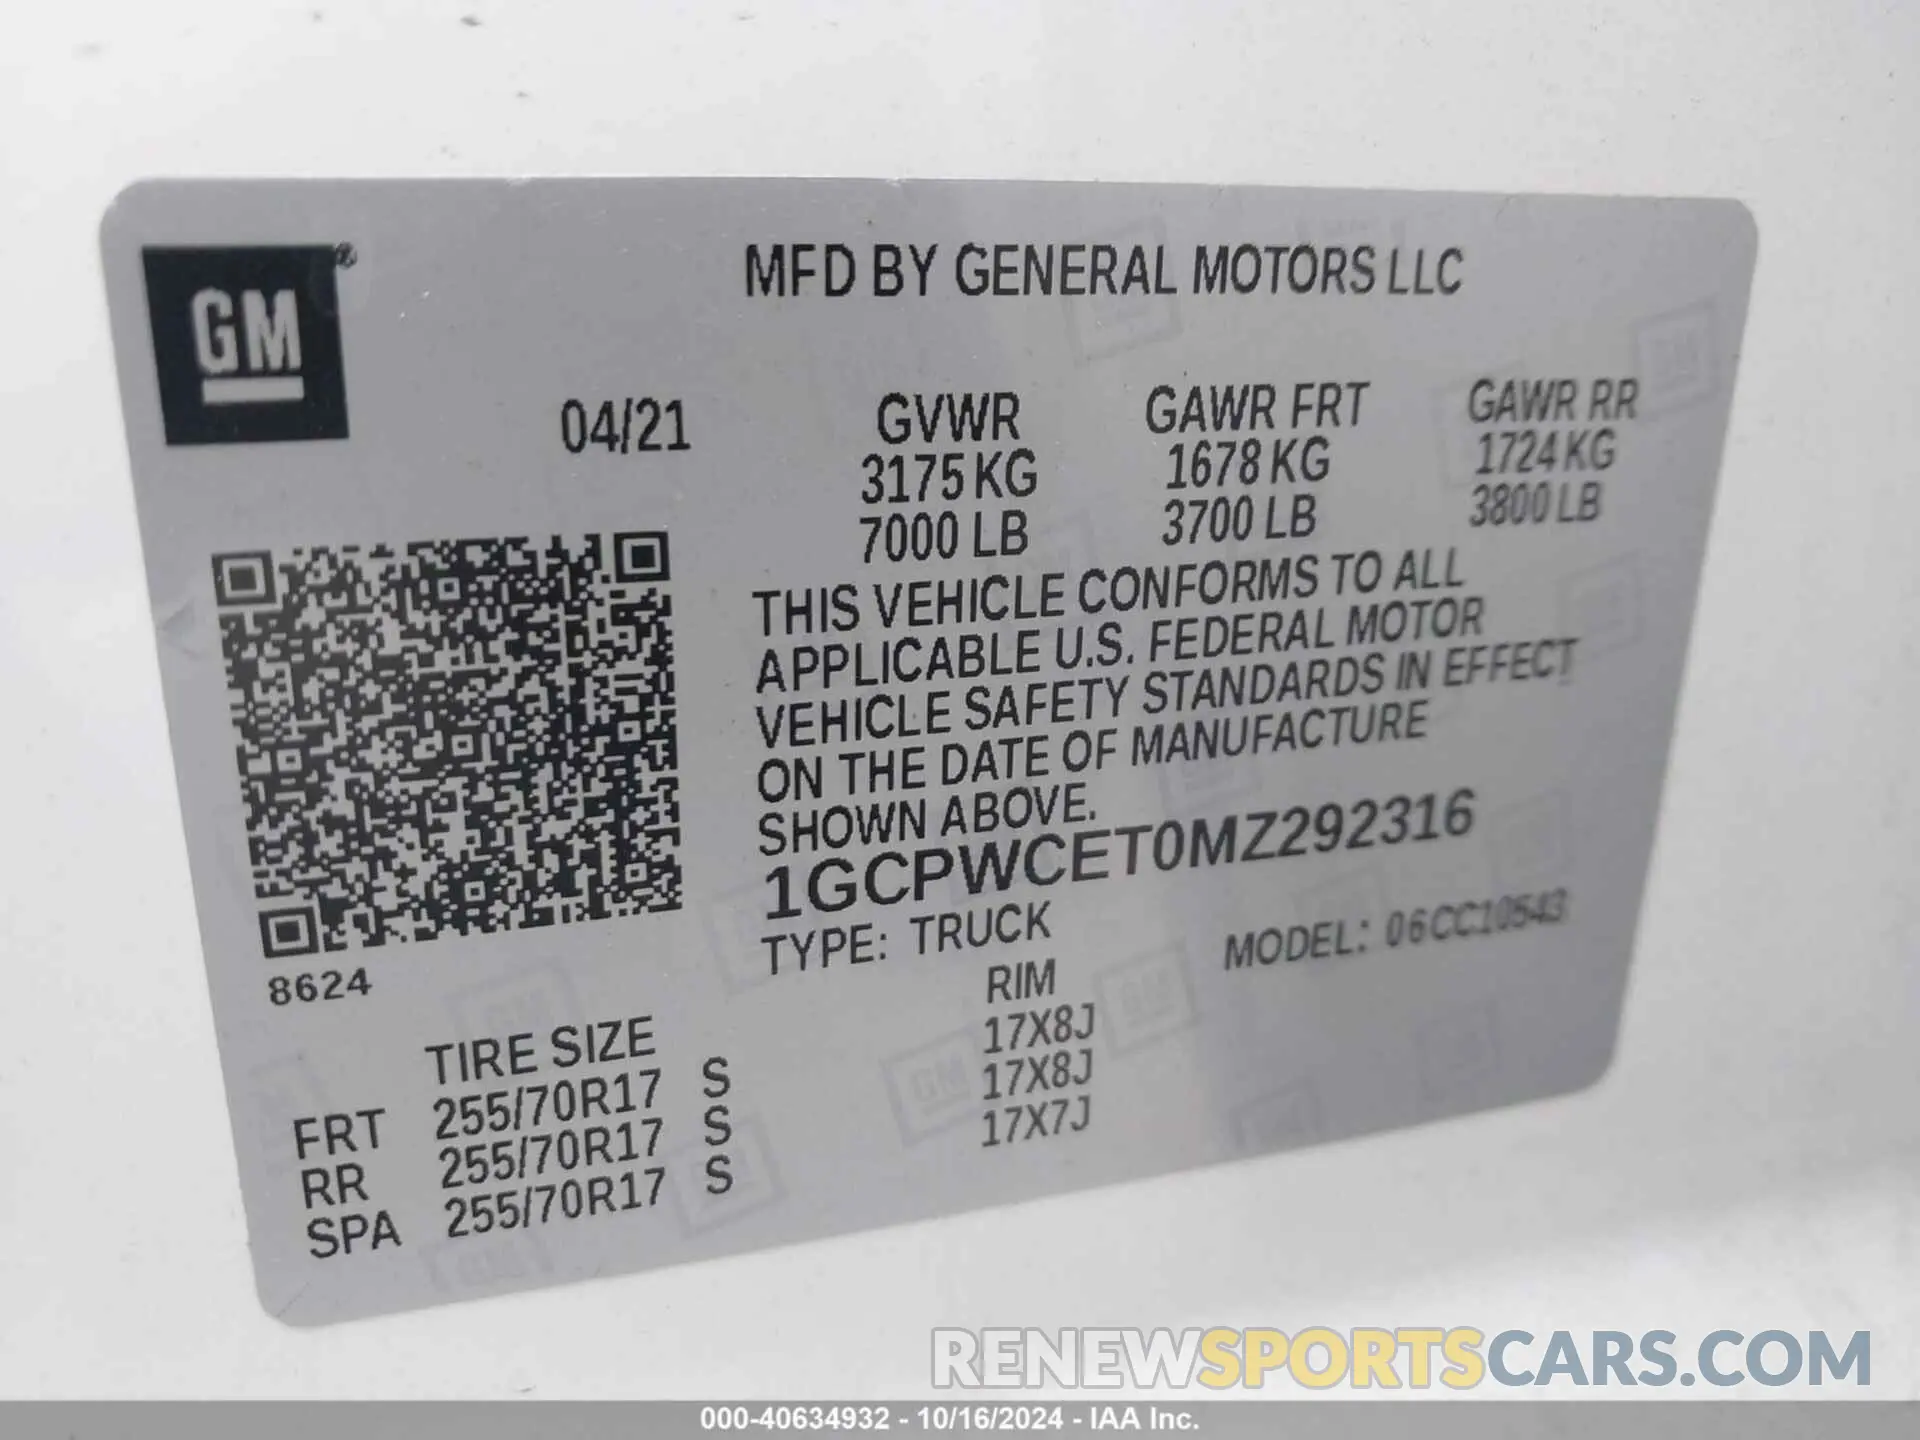 MFD BY GENERAL MOTORS LLC
GM®
04/21
GVWR GAWR FRT GAWR RR
3175 KG 1678 KG 1724 KG
7000 LB 3700 LB 3800 LB
THIS VEHICLE CONFORMS TO ALL
APPLICABLE U.S. FEDERAL MOTOR
VEHICLE SAFETY STANDARDS IN EFFECT
ON THE DATE OF MANUFACTURE
SHOWN ABOVE.
1GCPWCET0MZ292316
TYPE: TRUCK MODEL: 06CC10543
8624
TIRE SIZE RIM
FRT 255/70R17 S 17X8J
RR 255/70R17 S 17X8J
SPA 255/70R17 S 17X7J
RENEWSPORTSCARS.COM
000-40634932 - 10/16/2024 - IAA Inc.